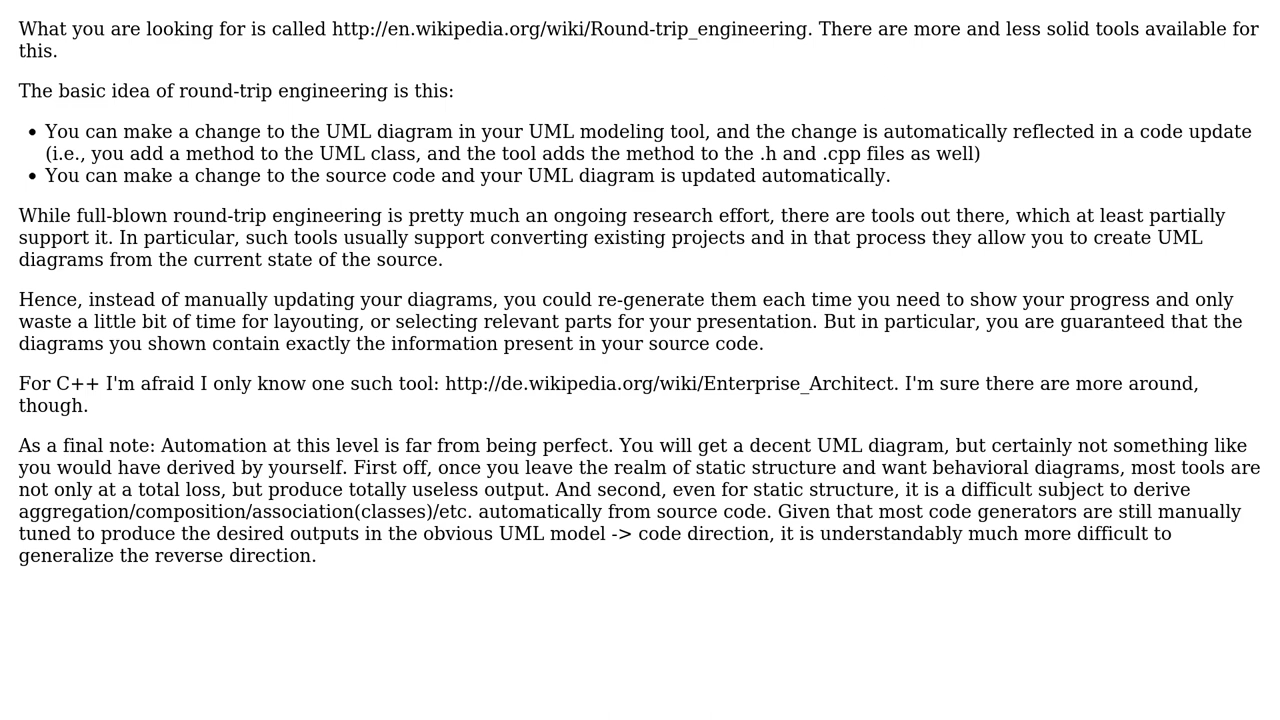 What you are looking for is called http://en.wikipedia.org/wiki/Round-trip_engineering. There are more and less solid tools available for
this.
The basic idea of round-trip engineering is this:
• You can make a change to the UML diagram in your UML modeling tool, and the change is automatically reflected in a code update
(i.e., you add a method to the UML class, and the tool adds the method to the .h and .cpp files as well)
• You can make a change to the source code and your UML diagram is updated automatically.
While full-blown round-trip engineering is pretty much an ongoing research effort, there are tools out there, which at least partially
support it. In particular, such tools usually support converting existing projects and in that process they allow you to create UML
diagrams from the current state of the source.
Hence, instead of manually updating your diagrams, you could re-generate them each time you need to show your progress and only
waste a little bit of time for layouting, or selecting relevant parts for your presentation. But in particular, you are guaranteed that the
diagrams you shown contain exactly the information present in your source code.
For C++ I'm afraid I only know one such tool: http://de.wikipedia.org/wiki/Enterprise_Architect. I'm sure there are more around,
though.
As a final note: Automation at this level is far from being perfect. You will get a decent UML diagram, but certainly not something like
you would have derived by yourself. First off, once you leave the realm of static structure and want behavioral diagrams, most tools are
not only at a total loss, but produce totally useless output. And second, even for static structure, it is a difficult subject to derive
aggregation/composition/association(classes)/etc. automatically from source code. Given that most code generators are still manually
tuned to produce the desired outputs in the obvious UML model -> code direction, it is understandably much more difficult to
generalize the reverse direction.